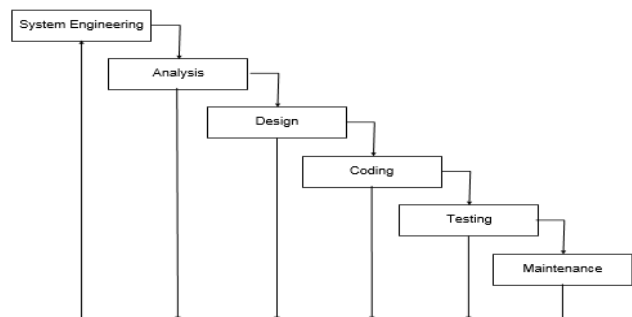 System Engineering
Analysis
Design
Coding
Testing
Maintenance